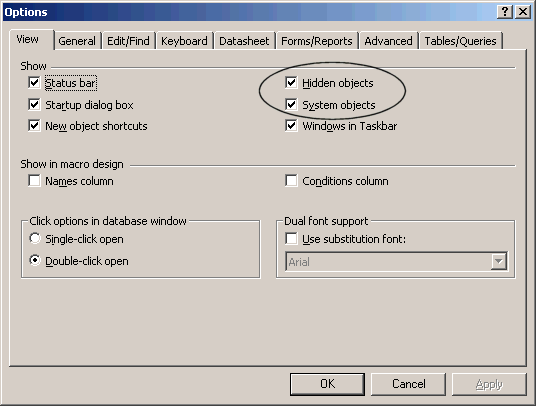 Options
View General Edit/Find Keyboard Datasheet Forms/Reports Advanced Tables/Queries
Show
Status bar Hidden objects
Startup dialog box System objects
New object shortcuts Windows in Taskbar
Show in macro design
Names column Conditions column
Click options in database window Dual font support
Single-click open Use substitution font:
Double-click open Arial
OK Cancel Apply